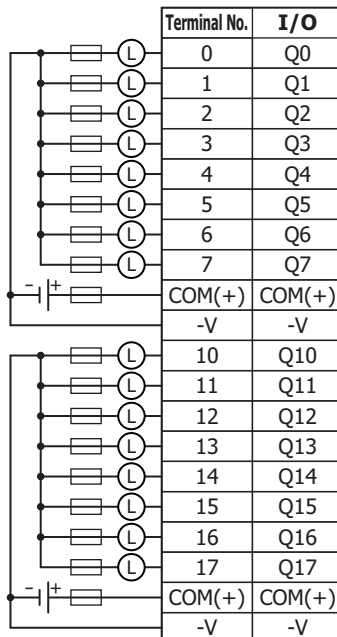 Terminal No. I/O
L 0 Q0
L 1 Q1
L 2 Q2
L 3 Q3
L 4 Q4
L 5 Q5
L 6 Q6
L 7 Q7
- + COM(+) COM(+)
-V -V
L 10 Q10
L 11 Q11
L 12 Q12
L 13 Q13
L 14 Q14
L 15 Q15
L 16 Q16
L 17 Q17
- + COM(+) COM(+)
-V -V